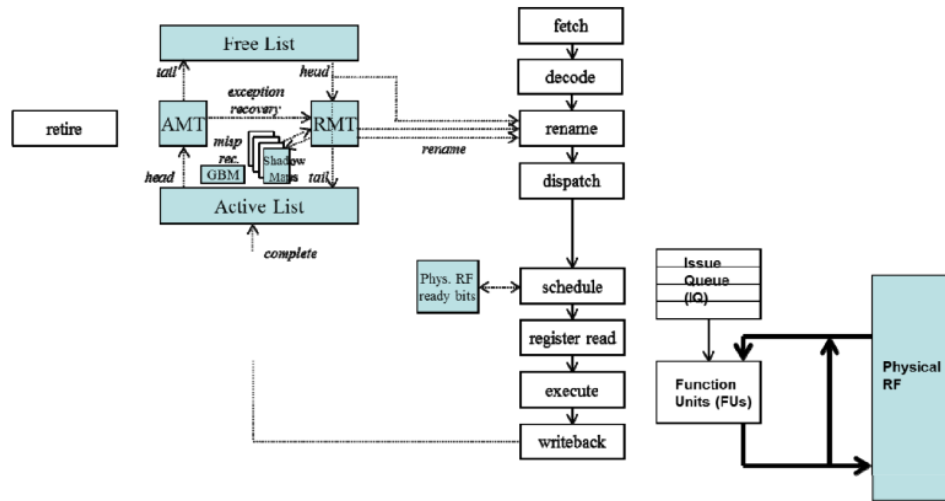 Free List
tail
head
exception
recovery
AMT
RMT
misp
rec.
Shadow
Maps
GBM
head
tail
Active List
complete
retire
rename
fetch
decode
rename
dispatch
Phys. RF
ready bits
schedule
register read
execute
writeback
Issue
Queue
(IQ)
Function
Units (FUs)
Physical
RF